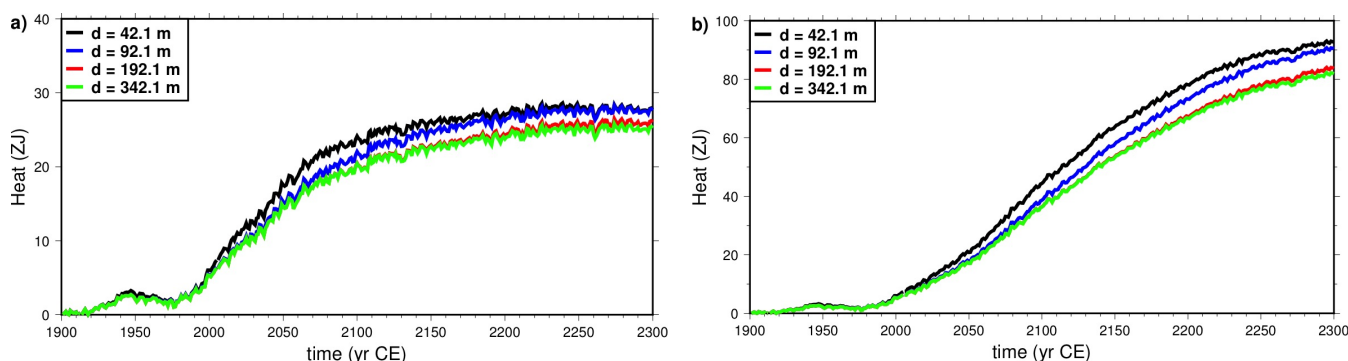 a)
d = 42.1 m
d = 92.1 m
d = 192.1 m
d = 342.1 m
Heat (ZJ)
40
30
20
10
0
1900 1950 2000 2050 2100 2150 2200 2250 2300
time (yr CE)
b)
d = 42.1 m
d = 92.1 m
d = 192.1 m
d = 342.1 m
Heat (ZJ)
100
80
60
40
20
0
1900 1950 2000 2050 2100 2150 2200 2250 2300
time (yr CE)